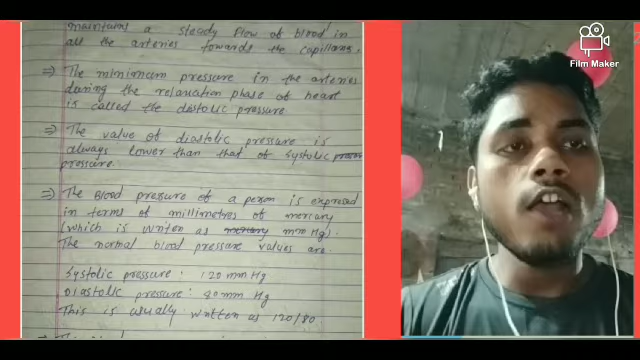 maintains a steady flow of blood in
all the arteries towards the capillaries,
⇒ The minimum pressure in the arteries
during the relaxation phase of heart
is called the distolic pressure
⇒ The value of diastolic pressure is
always lower than that of systolic
pressure.
⇒ The Blood pressure of a person is expresed
in terms of millimetres of mercury
(which is written as mercury mm Hg).
The normal blood pressure values are.
Systolic pressure : 120 mm Hg
Diastolic pressure : 80 mm Hg
This is usually written as 120/80
Film Maker